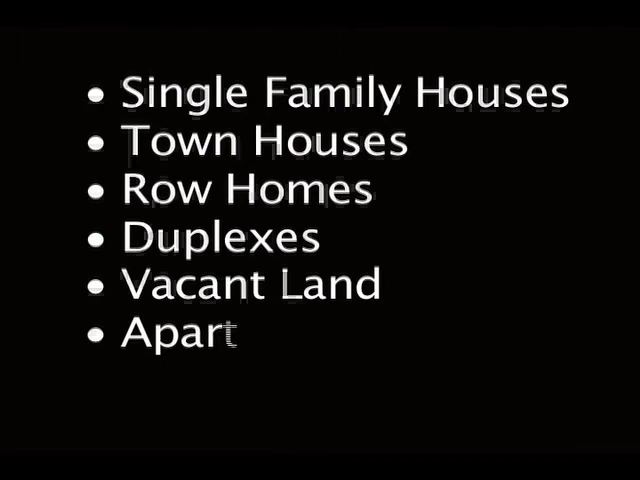 • Single Family Houses
• Town Houses
• Row Homes
• Duplexes
• Vacant Land
• Apart